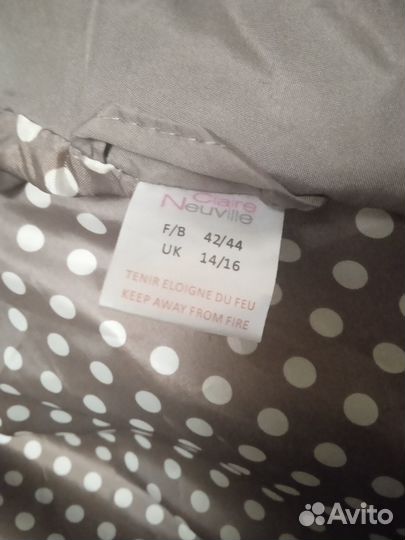 Claire
Neuville
F/B 42/44
UK 14/16
TENIR ELOIGNE DU FEU
KEEP AWAY FROM FIRE
Avito